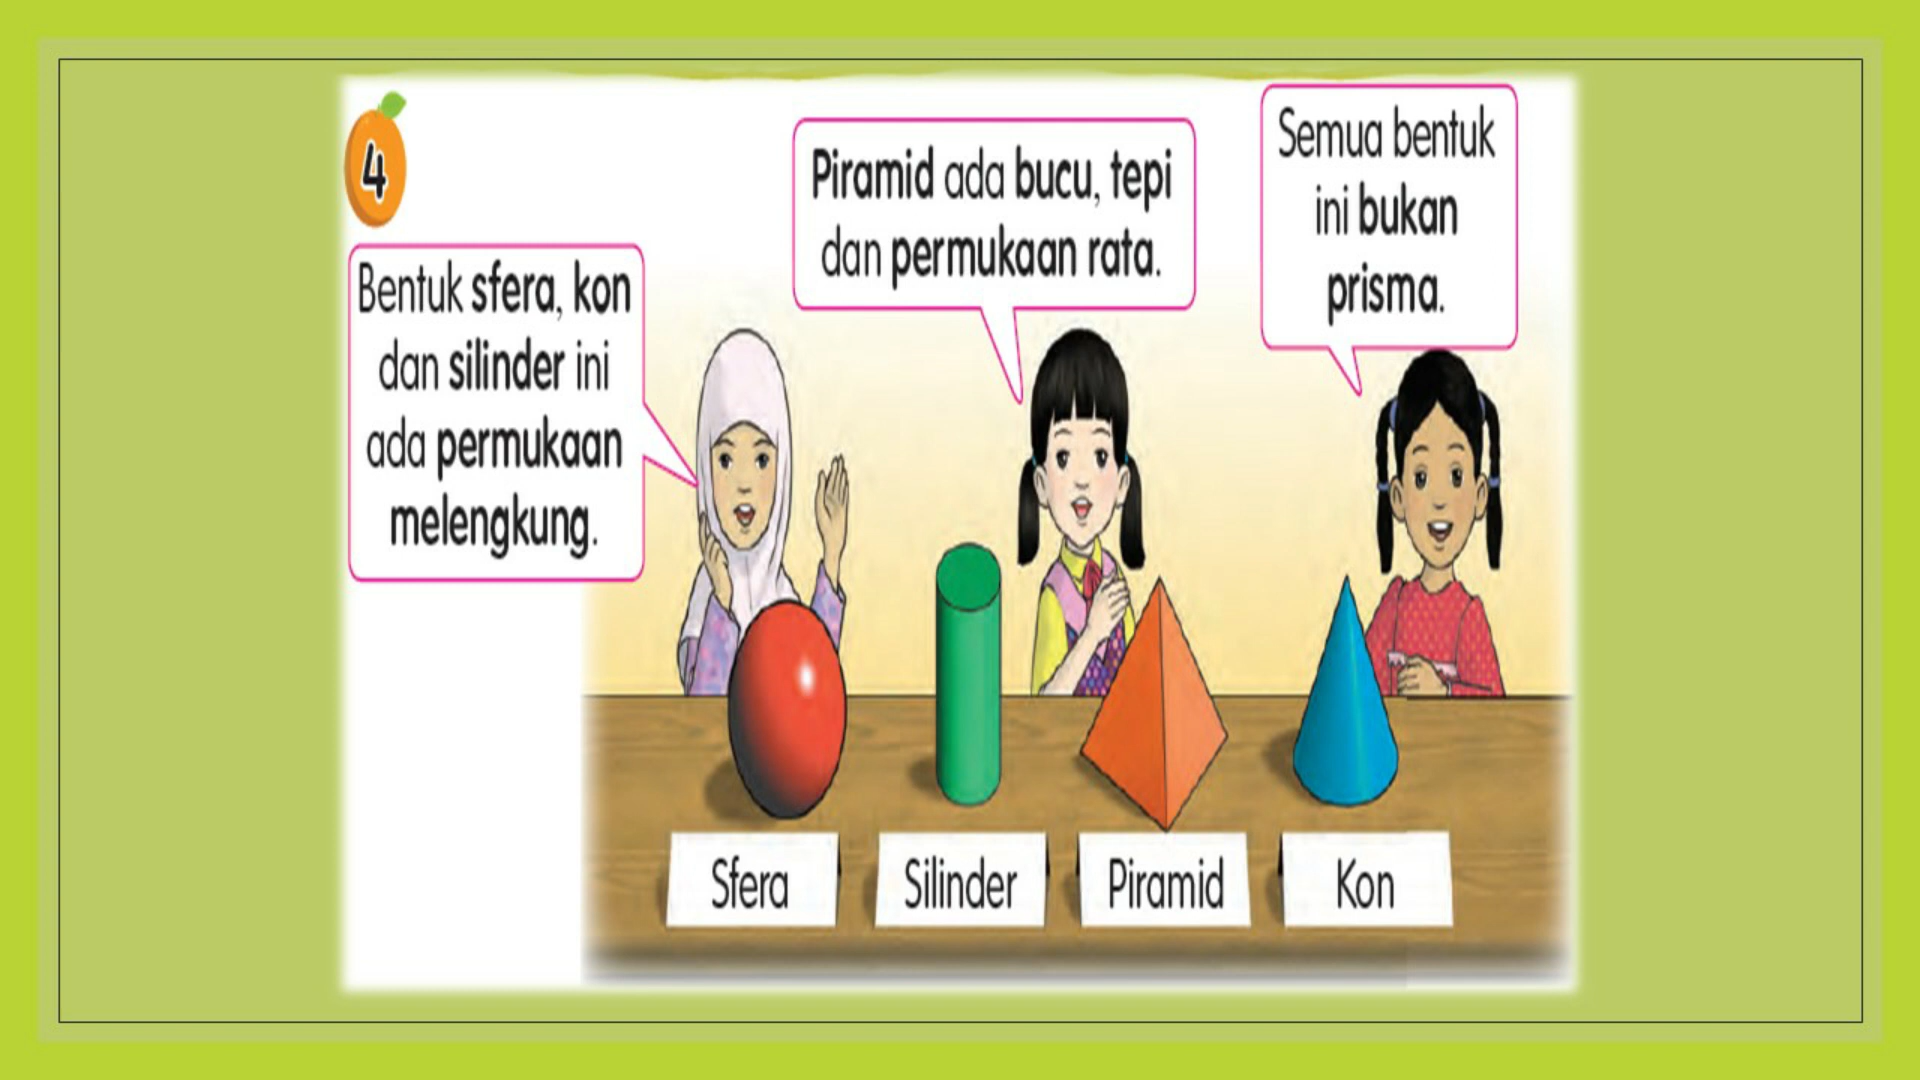 4
Bentuk sfera, kon
dan silinder ini
ada permukaan
melengkung.
Piramid ada bucu, tepi
dan permukaan rata.
Semua bentuk
ini bukan
prisma.
Sfera
Silinder
Piramid
Kon